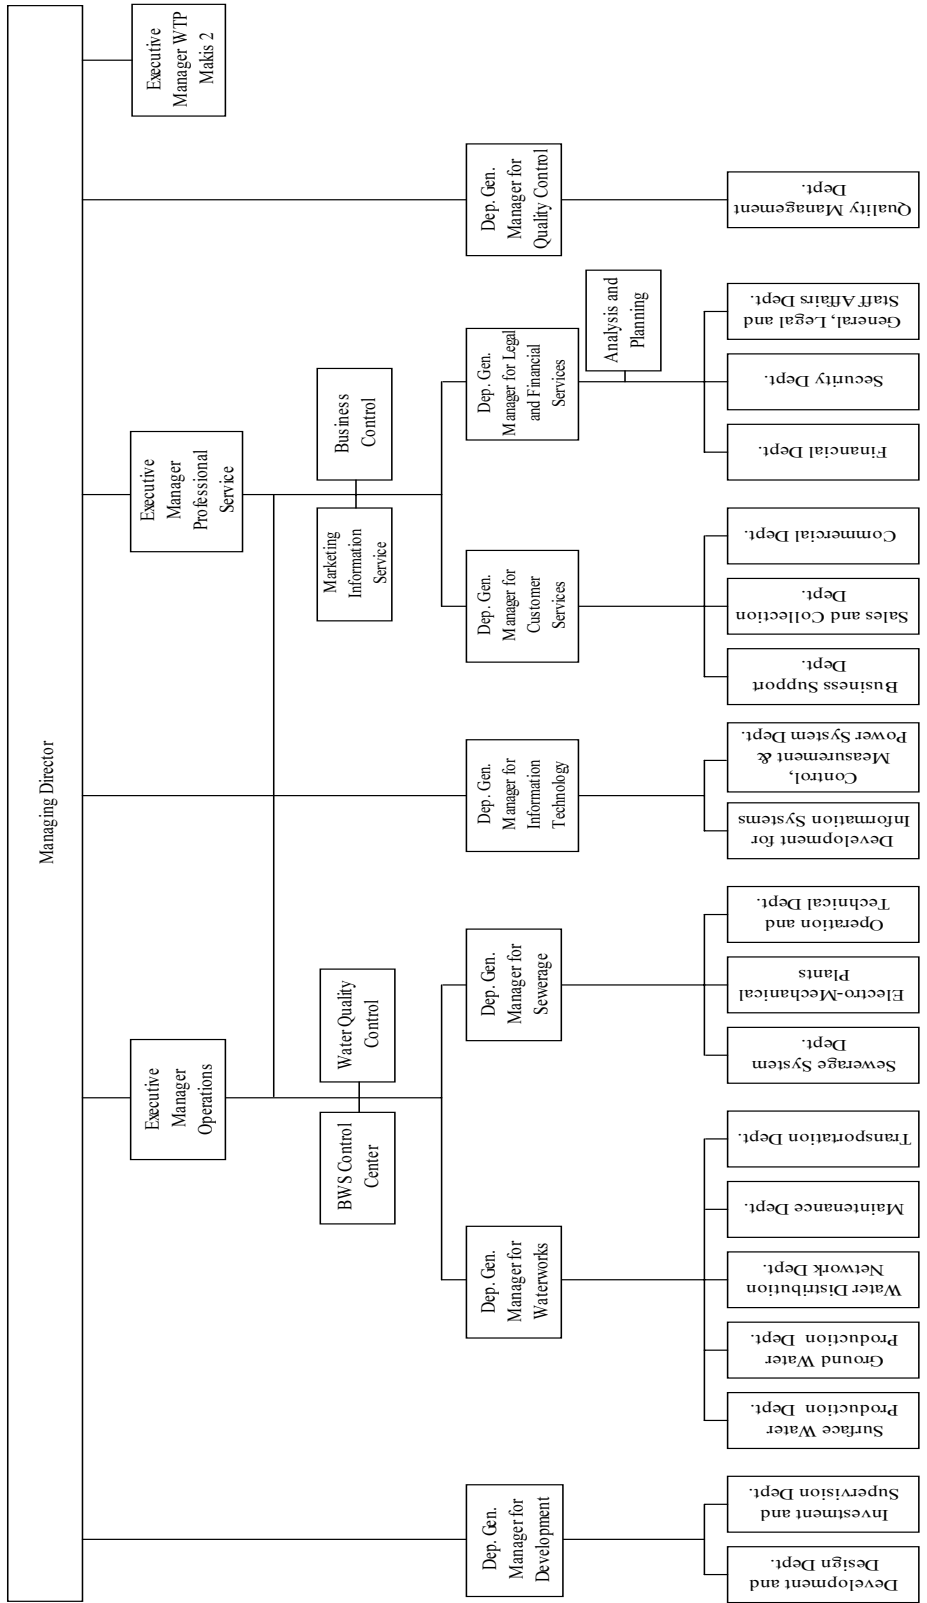 Managing Director
Executive
Manager WTP
Makis 2
Executive
Manager
Professional
Service
Executive
Manager
Operations
Business
Control
Marketing
Information
Service
Water Quality
Control
BWS Control
Center
Dep. Gen.
Manager for
Quality Control
Dep. Gen.
Manager for Legal
and Financial
Services
Analysis and
Planning
Dep. Gen.
Manager for
Customer
Services
Dep. Gen.
Manager for
Information
Technology
Dep. Gen.
Manager for
Sewerage
Dep. Gen.
Manager for
Waterworks
Dep. Gen.
Manager for
Development
Quality Management
Dept.
General, Legal and
Staff Affairs Dept.
Security Dept.
Financial Dept.
Commercial Dept.
Sales and Collection
Dept.
Business Support
Dept.
Control,
Measurement &
Power System Dept.
Development for
Information Systems
Operation and
Technical Dept.
Electro-Mechanical
Plants
Sewerage System
Dept.
Transportation Dept.
Maintenance Dept.
Water Distribution
Network Dept.
Ground Water
Production Dept.
Surface Water
Production Dept.
Investment and
Supervision Dept.
Development and
Design Dept.